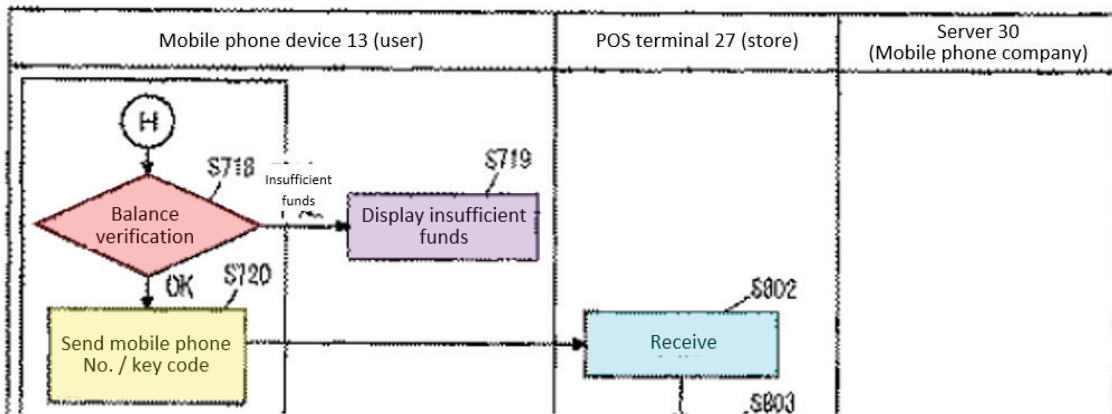 Mobile phone device 13 (user)
POS terminal 27 (store)
Server 30
(Mobile phone company)
H
S718
Balance
verification
Insufficient
funds
S719
Display insufficient
funds
OK
S720
Send mobile phone
No. / key code
S802
Receive
S803